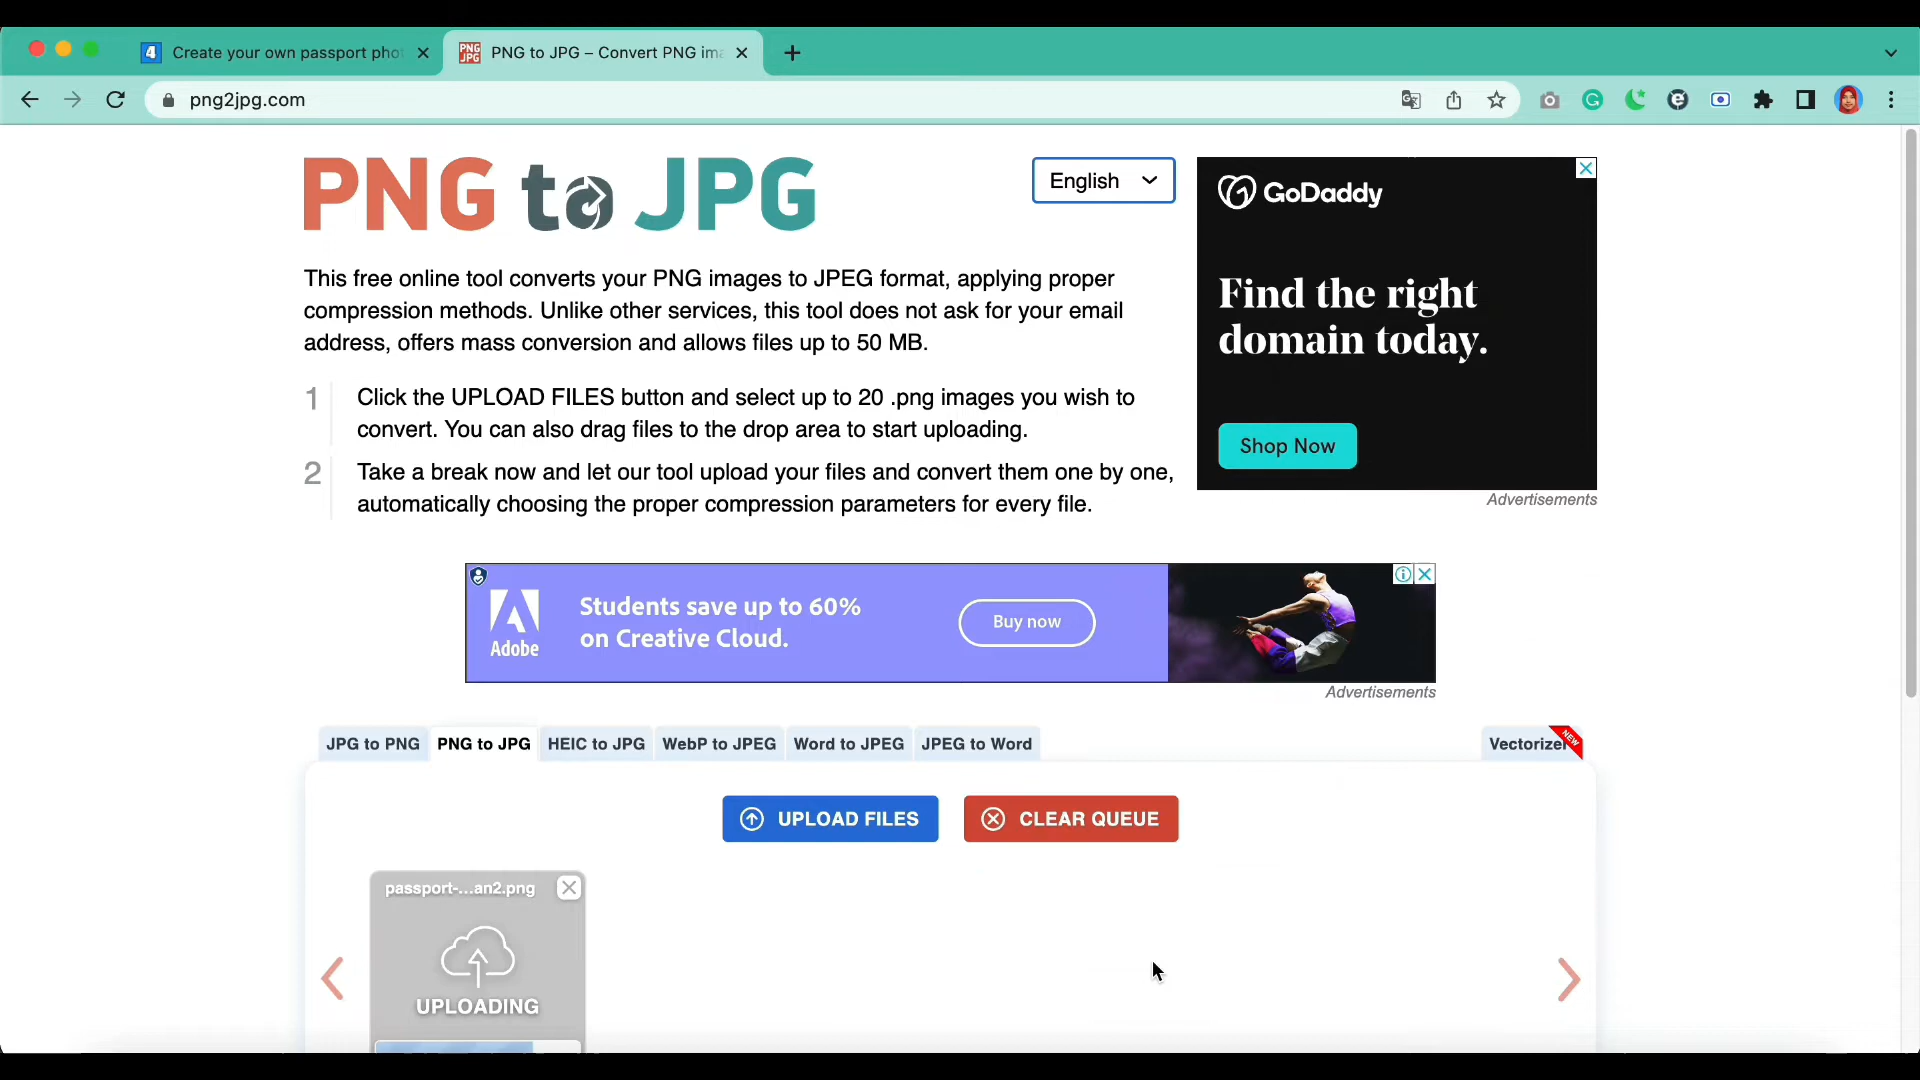 Create your own passport pho
PNG to JPG – Convert PNG ima
png2jpg.com
PNG to JPG
English
This free online tool converts your PNG images to JPEG format, applying proper
compression methods. Unlike other services, this tool does not ask for your email
address, offers mass conversion and allows files up to 50 MB.
1 Click the UPLOAD FILES button and select up to 20 .png images you wish to
convert. You can also drag files to the drop area to start uploading.
2 Take a break now and let our tool upload your files and convert them one by one,
automatically choosing the proper compression parameters for every file.
GoDaddy
Find the right
domain today.
Shop Now
Advertisements
Adobe
Students save up to 60%
on Creative Cloud.
Buy now
Advertisements
JPG to PNG
PNG to JPG
HEIC to JPG
WebP to JPEG
Word to JPEG
JPEG to Word
Vectorizer
NEW
UPLOAD FILES
CLEAR QUEUE
passport-...an2.png
UPLOADING